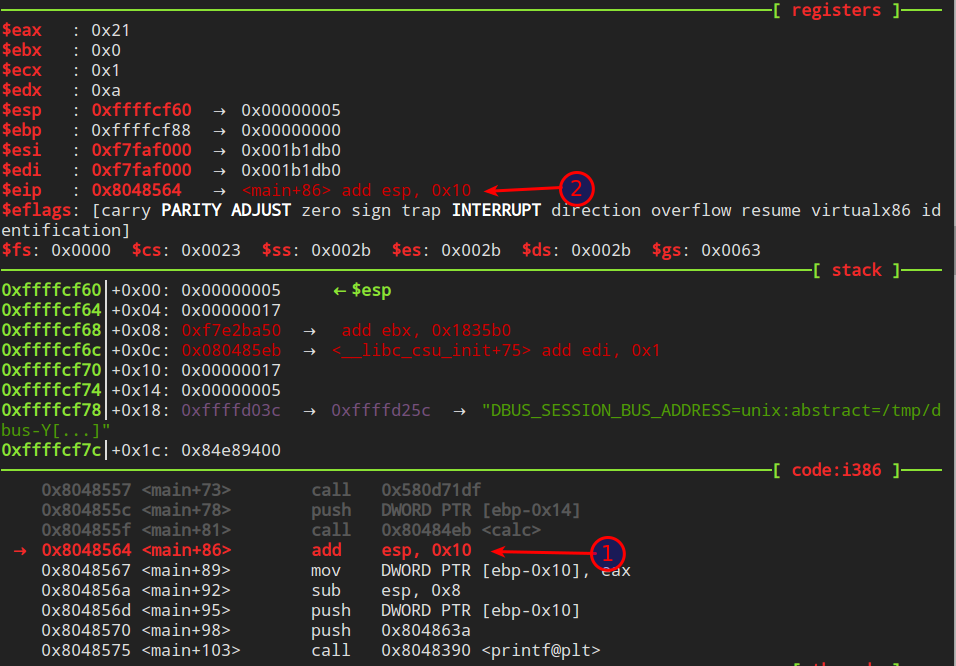 [ registers ]
$eax : 0x21
$ebx : 0x0
$ecx : 0x1
$edx : 0xa
$esp : 0xffffcf60 → 0x00000005
$ebp : 0xffffcf88 → 0x00000000
$esi : 0xf7faf000 → 0x001b1db0
$edi : 0xf7faf000 → 0x001b1db0
$eip : 0x8048564 → <main+86> add esp, 0x10 2
$eflags: [carry PARITY ADJUST zero sign trap INTERRUPT direction overflow resume virtualx86 id
entification]
$fs: 0x0000 $cs: 0x0023 $ss: 0x002b $es: 0x002b $ds: 0x002b $gs: 0x0063
[ stack ]
0xffffcf60|+0x00: 0x00000005 ← $esp
0xffffcf64|+0x04: 0x00000017
0xffffcf68|+0x08: 0xf7e2ba50 → add ebx, 0x1835b0
0xffffcf6c|+0x0c: 0x080485eb → <__libc_csu_init+75> add edi, 0x1
0xffffcf70|+0x10: 0x00000017
0xffffcf74|+0x14: 0x00000005
0xffffcf78|+0x18: 0xffffd03c → 0xffffd25c → "DBUS_SESSION_BUS_ADDRESS=unix:abstract=/tmp/d
bus-Y[...]"
0xffffcf7c|+0x1c: 0x84e89400
[ code:i386 ]
0x8048557 <main+73> call 0x580d71df
0x804855c <main+78> push DWORD PTR [ebp-0x14]
0x804855f <main+81> call 0x80484eb <calc>
→ 0x8048564 <main+86> add esp, 0x10 1
0x8048567 <main+89> mov DWORD PTR [ebp-0x10], eax
0x804856a <main+92> sub esp, 0x8
0x804856d <main+95> push DWORD PTR [ebp-0x10]
0x8048570 <main+98> push 0x804863a
0x8048575 <main+103> call 0x8048390 <printf@plt>